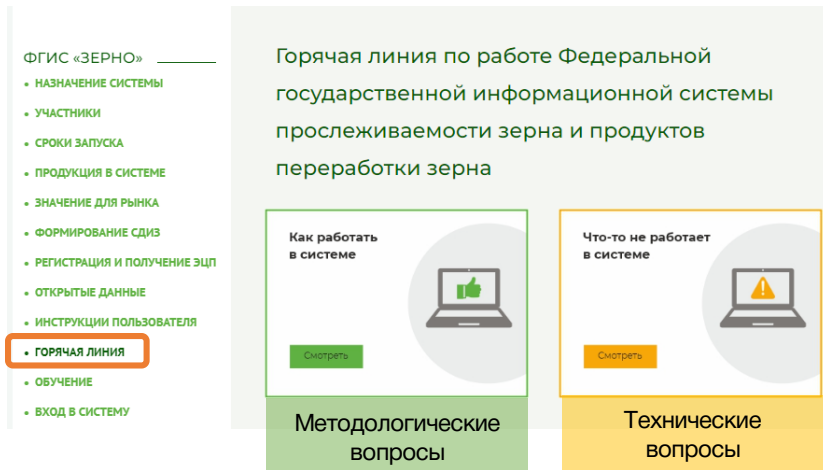 ФГИС «ЗЕРНО»
• НАЗНАЧЕНИЕ СИСТЕМЫ
• УЧАСТНИКИ
• СРОКИ ЗАПУСКА
• ПРОДУКЦИЯ В СИСТЕМЕ
• ЗНАЧЕНИЕ ДЛЯ РЫНКА
• ФОРМИРОВАНИЕ СДИЗ
• РЕГИСТРАЦИЯ И ПОЛУЧЕНИЕ ЭЦП
• ОТКРЫТЫЕ ДАННЫЕ
• ИНСТРУКЦИИ ПОЛЬЗОВАТЕЛЯ
• ГОРЯЧАЯ ЛИНИЯ
• ОБУЧЕНИЕ
• ВХОД В СИСТЕМУ
Горячая линия по работе Федеральной
государственной информационной системы
прослеживаемости зерна и продуктов
переработки зерна
Как работать
в системе
Смотреть
Методологические
вопросы
Что-то не работает
в системе
Смотреть
Технические
вопросы